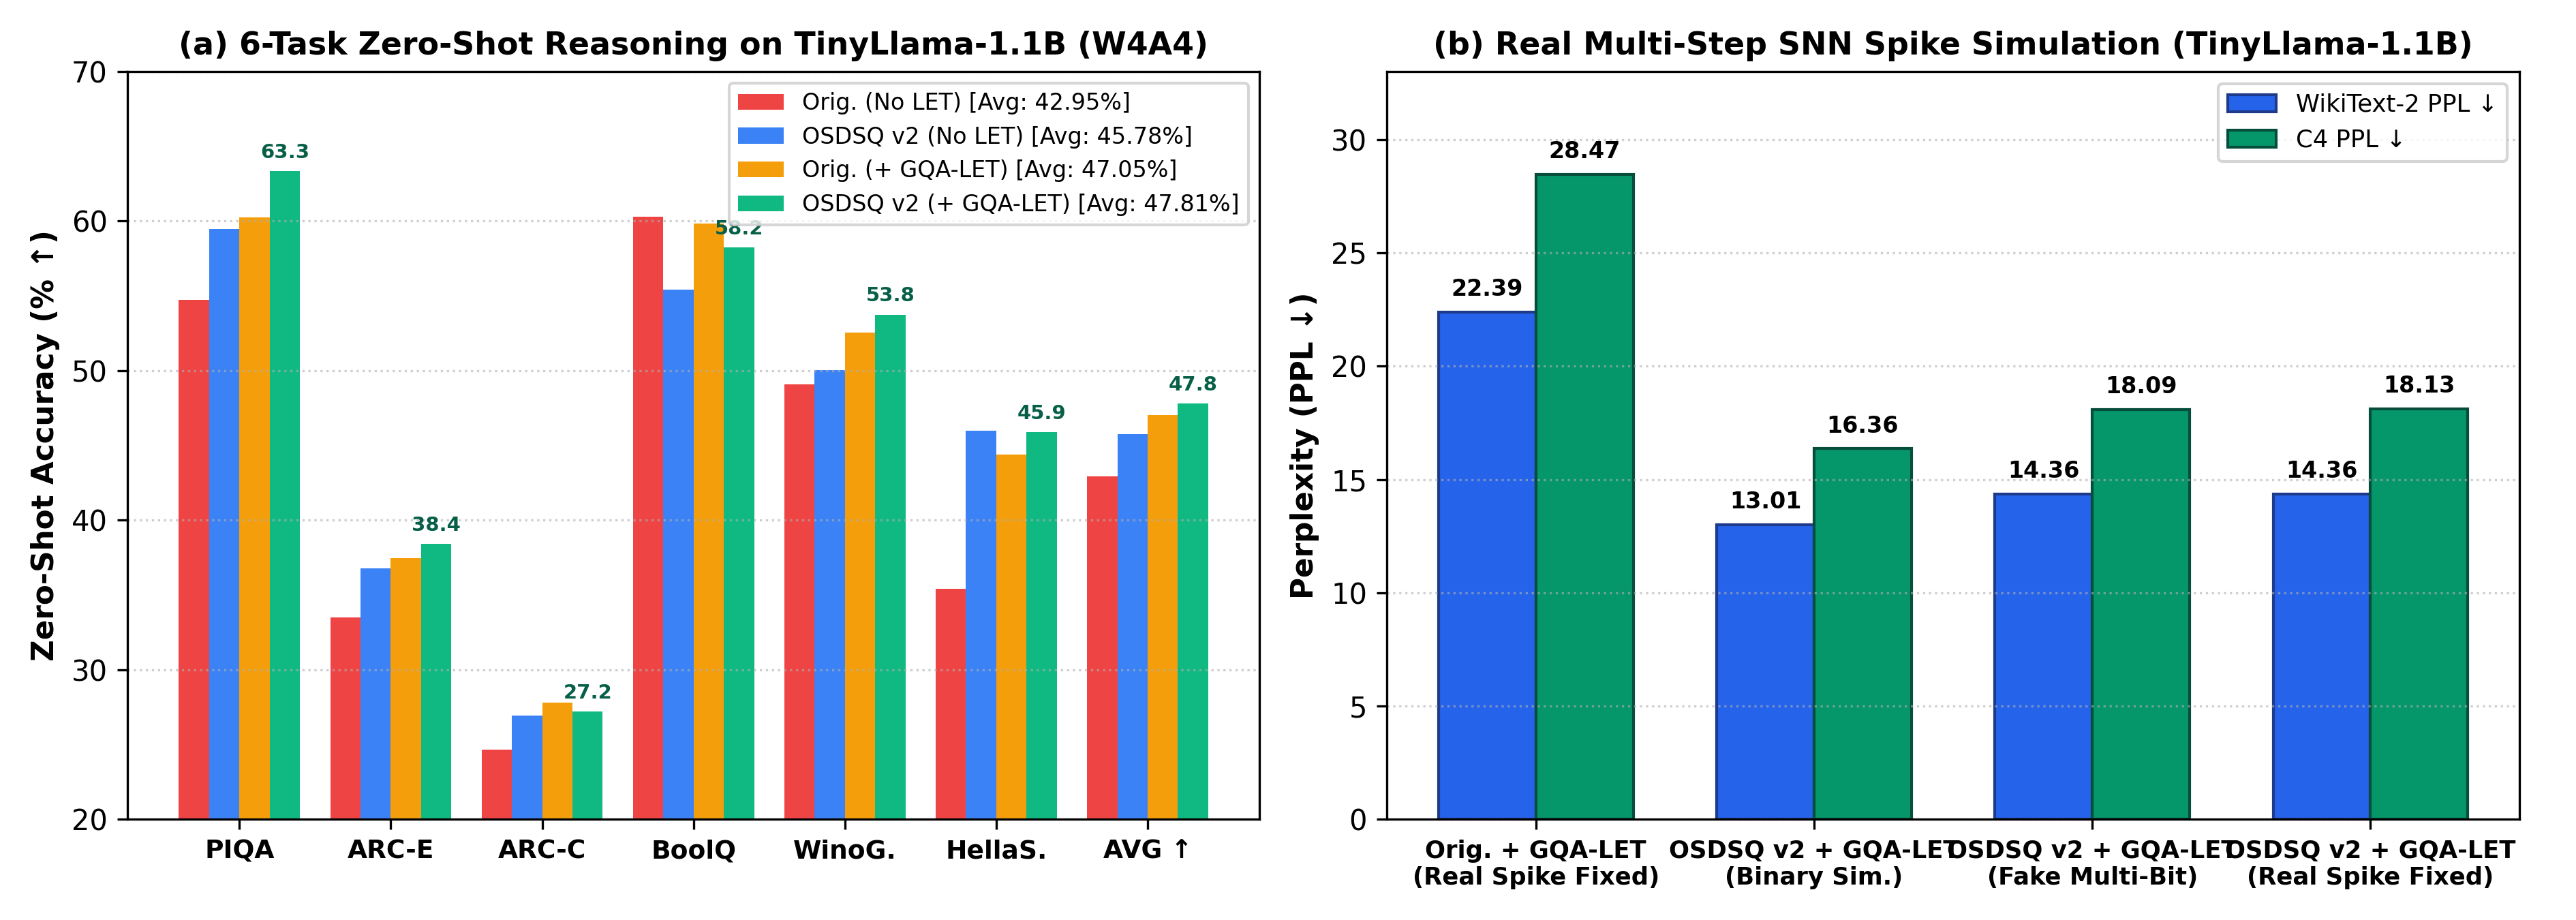 (a) 6-Task Zero-Shot Reasoning on TinyLlama-1.1B (W4A4)
Zero-Shot Accuracy (% ↑)
70
60
50
40
30
20
Orig. (No LET) [Avg: 42.95%]
OSDSQ v2 (No LET) [Avg: 45.78%]
Orig. (+ GQA-LET) [Avg: 47.05%]
OSDSQ v2 (+ GQA-LET) [Avg: 47.81%]
63.3
38.4
27.2
58.2
53.8
45.9
47.8
PIQA
ARC-E
ARC-C
BoolQ
WinoG.
HellaS.
AVG ↑
(b) Real Multi-Step SNN Spike Simulation (TinyLlama-1.1B)
Perplexity (PPL ↓)
30
25
20
15
10
5
0
WikiText-2 PPL ↓
C4 PPL ↓
22.39
28.47
13.01
16.36
14.36
18.09
14.36
18.13
Orig. + GQA-LET
(Real Spike Fixed)
OSDSQ v2 + GQA-LET
(Binary Sim.)
OSDSQ v2 + GQA-LET
(Fake Multi-Bit)
OSDSQ v2 + GQA-LET
(Real Spike Fixed)